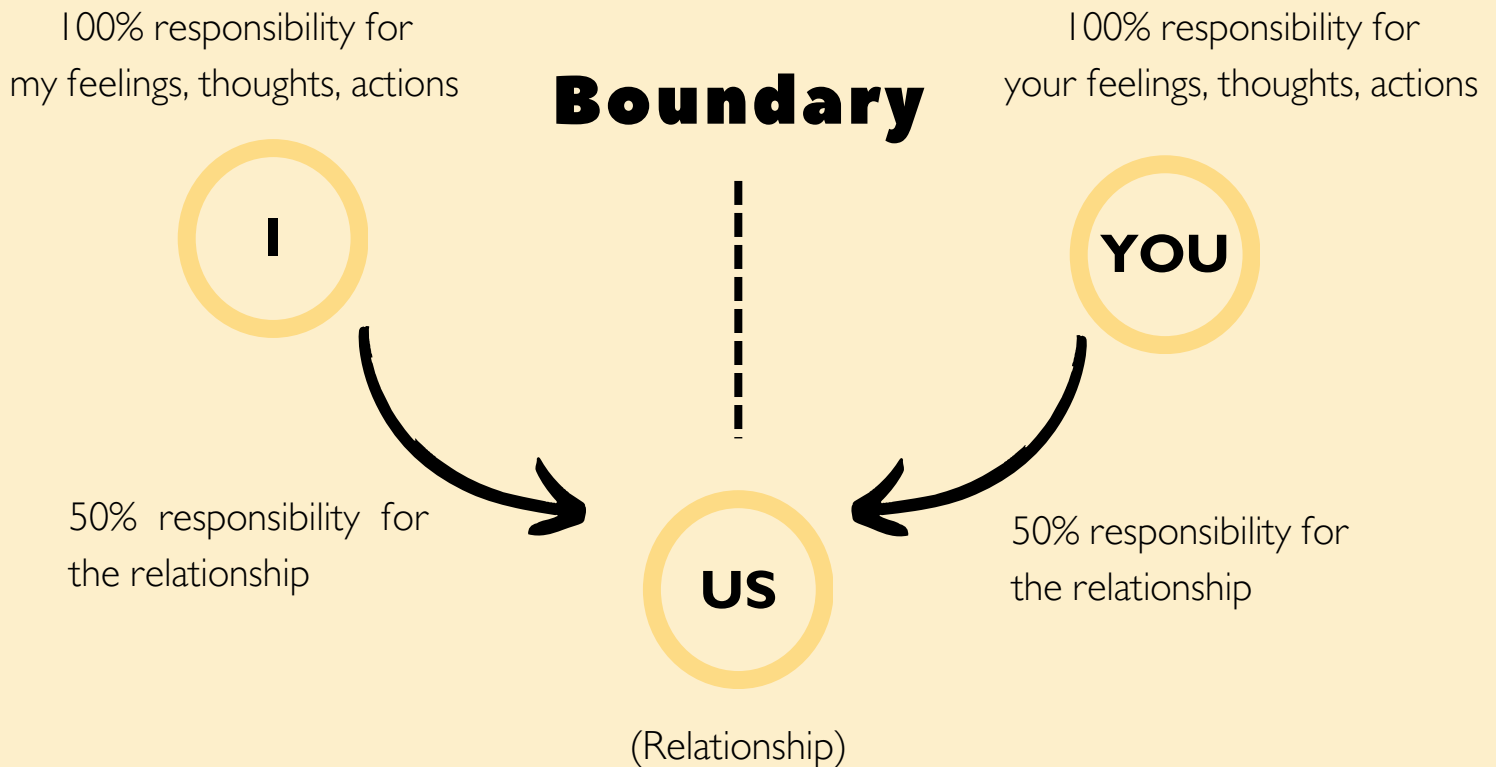 100% responsibility for
my feelings, thoughts, actions
Boundary
100% responsibility for
your feelings, thoughts, actions
I
YOU
50% responsibility for
the relationship
50% responsibility for
the relationship
US
(Relationship)